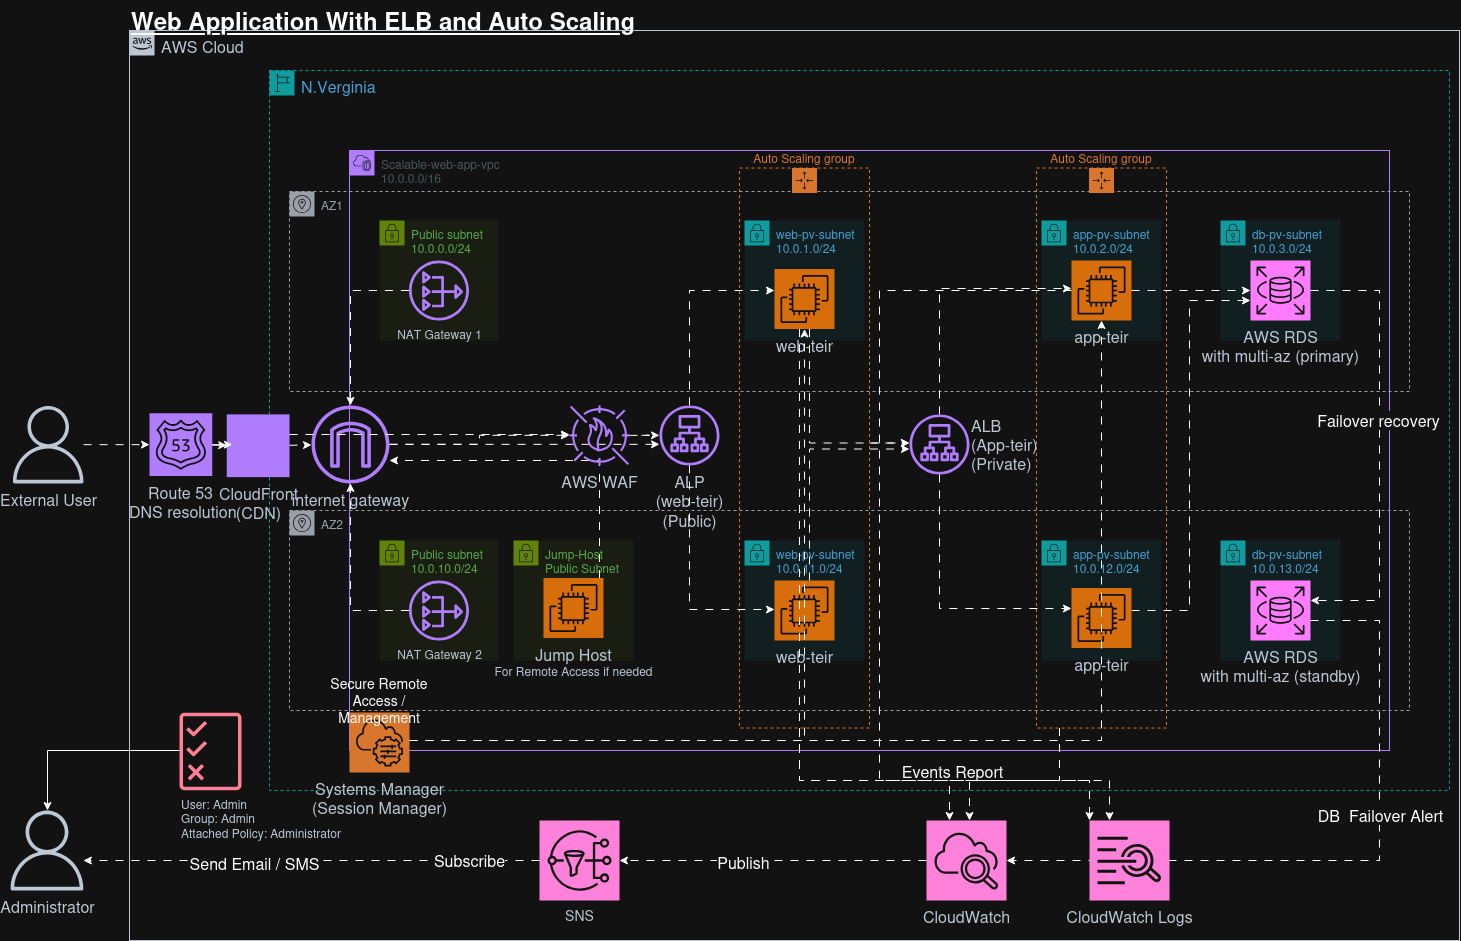 Web Application With ELB and Auto Scaling
aws
AWS Cloud
N.Verginia
Scalable-web-app-vpc
10.0.0.0/16
Auto Scaling group
Auto Scaling group
AZ1
Public subnet
10.0.0.0/24
NAT Gateway 1
web-pv-subnet
10.0.1.0/24
web-teir
app-pv-subnet
10.0.2.0/24
app-teir
db-pv-subnet
10.0.3.0/24
AWS RDS
with multi-az (primary)
Failover recovery
External User
53
Route 53
DNS resolution
CloudFront
(CDN)
Internet gateway
AWS WAF
ALP
(web-teir)
(Public)
ALB
(App-teir)
(Private)
AZ2
Public subnet
10.0.10.0/24
NAT Gateway 2
Jump-Host
Public Subnet
Jump Host
For Remote Access if needed
web-pv-subnet
10.0.11.0/24
web-teir
app-pv-subnet
10.0.12.0/24
app-teir
db-pv-subnet
10.0.13.0/24
AWS RDS
with multi-az (standby)
Secure Remote
Access /
Management
Systems Manager
(Session Manager)
User: Admin
Group: Admin
Attached Policy: Administrator
Events Report
DB Failover Alert
Administrator
Send Email / SMS
Subscribe
SNS
Publish
CloudWatch
CloudWatch Logs